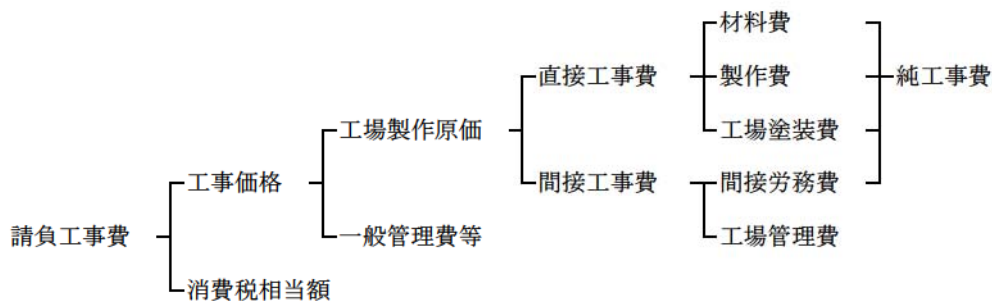 材料費
直接工事費 製作費 純工事費
工場製作原価 工場塗装費
工事価格 間接工事費 間接労務費
請負工事費 一般管理費等 工場管理費
消費税相当額